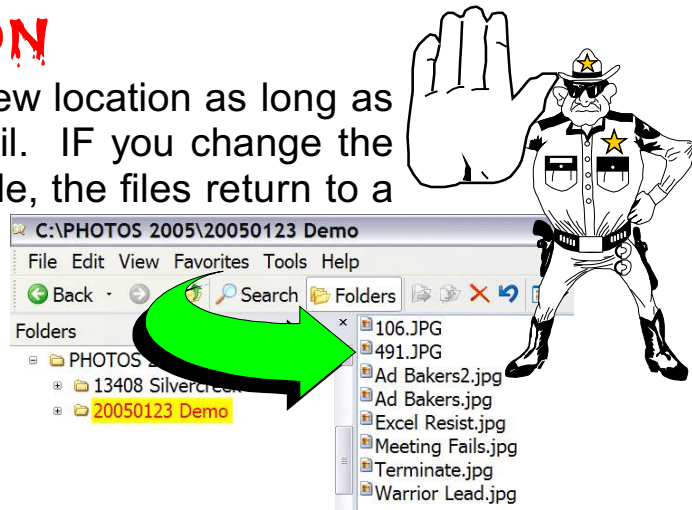 ON
ew location as long as
il. IF you change the
le, the files return to a
C:\PHOTOS 2005\20050123 Demo
File Edit View Favorites Tools Help
Back Search Folders
Folders ×
PHOTOS 2
13408 Silvercreek
20050123 Demo
106.JPG
491.JPG
Ad Bakers2.jpg
Ad Bakers.jpg
Excel Resist.jpg
Meeting Fails.jpg
Terminate.jpg
Warrior Lead.jpg